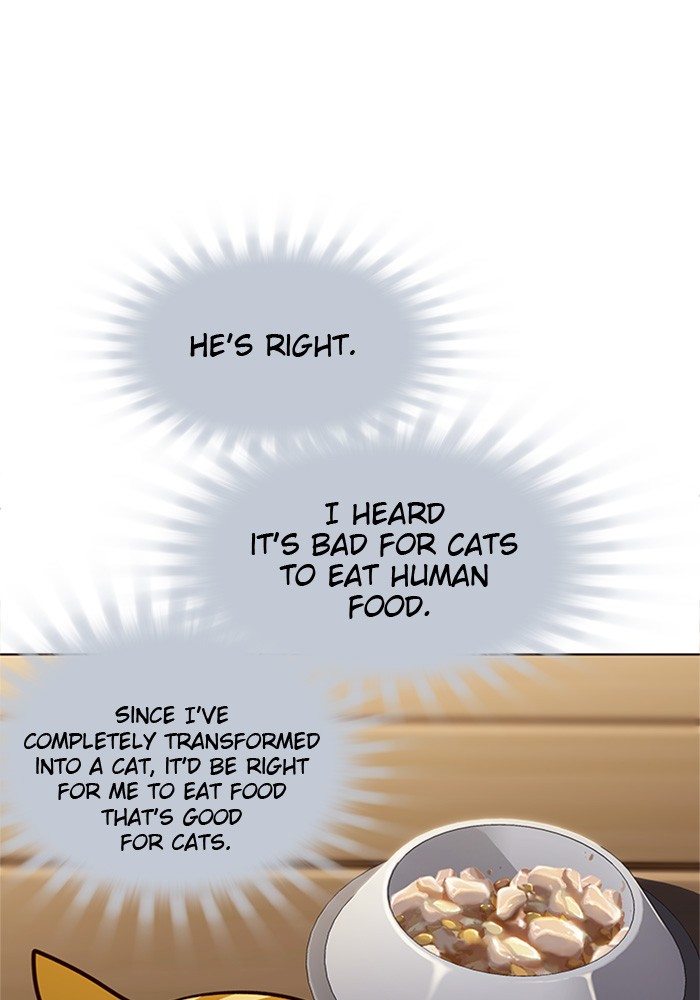 HE'S RIGHT.
I HEARD
IT'S BAD FOR CATS
TO EAT HUMAN
FOOD.
SINCE I'VE
COMPLETELY TRANSFORMED
INTO A CAT, IT'D BE RIGHT
FOR ME TO EAT FOOD
THAT'S GOOD
FOR CATS.